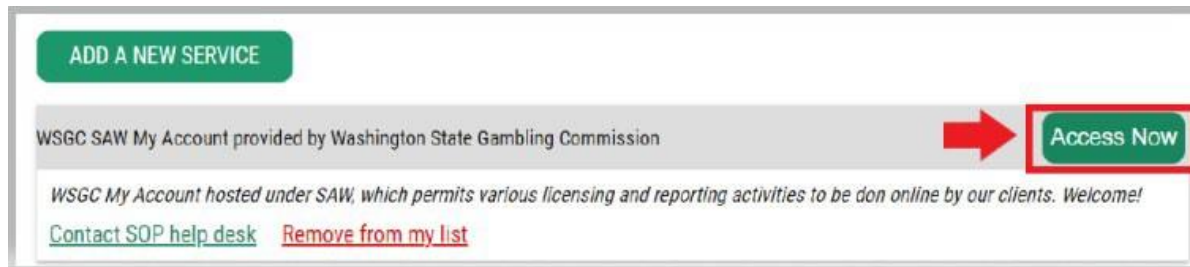 ADD A NEW SERVICE
WSGC SAW My Account provided by Washington State Gambling Commission
Access Now
WSGC My Account hosted under SAW, which permits various licensing and reporting activities to be don online by our clients. Welcome!
Contact SOP help desk Remove from my list